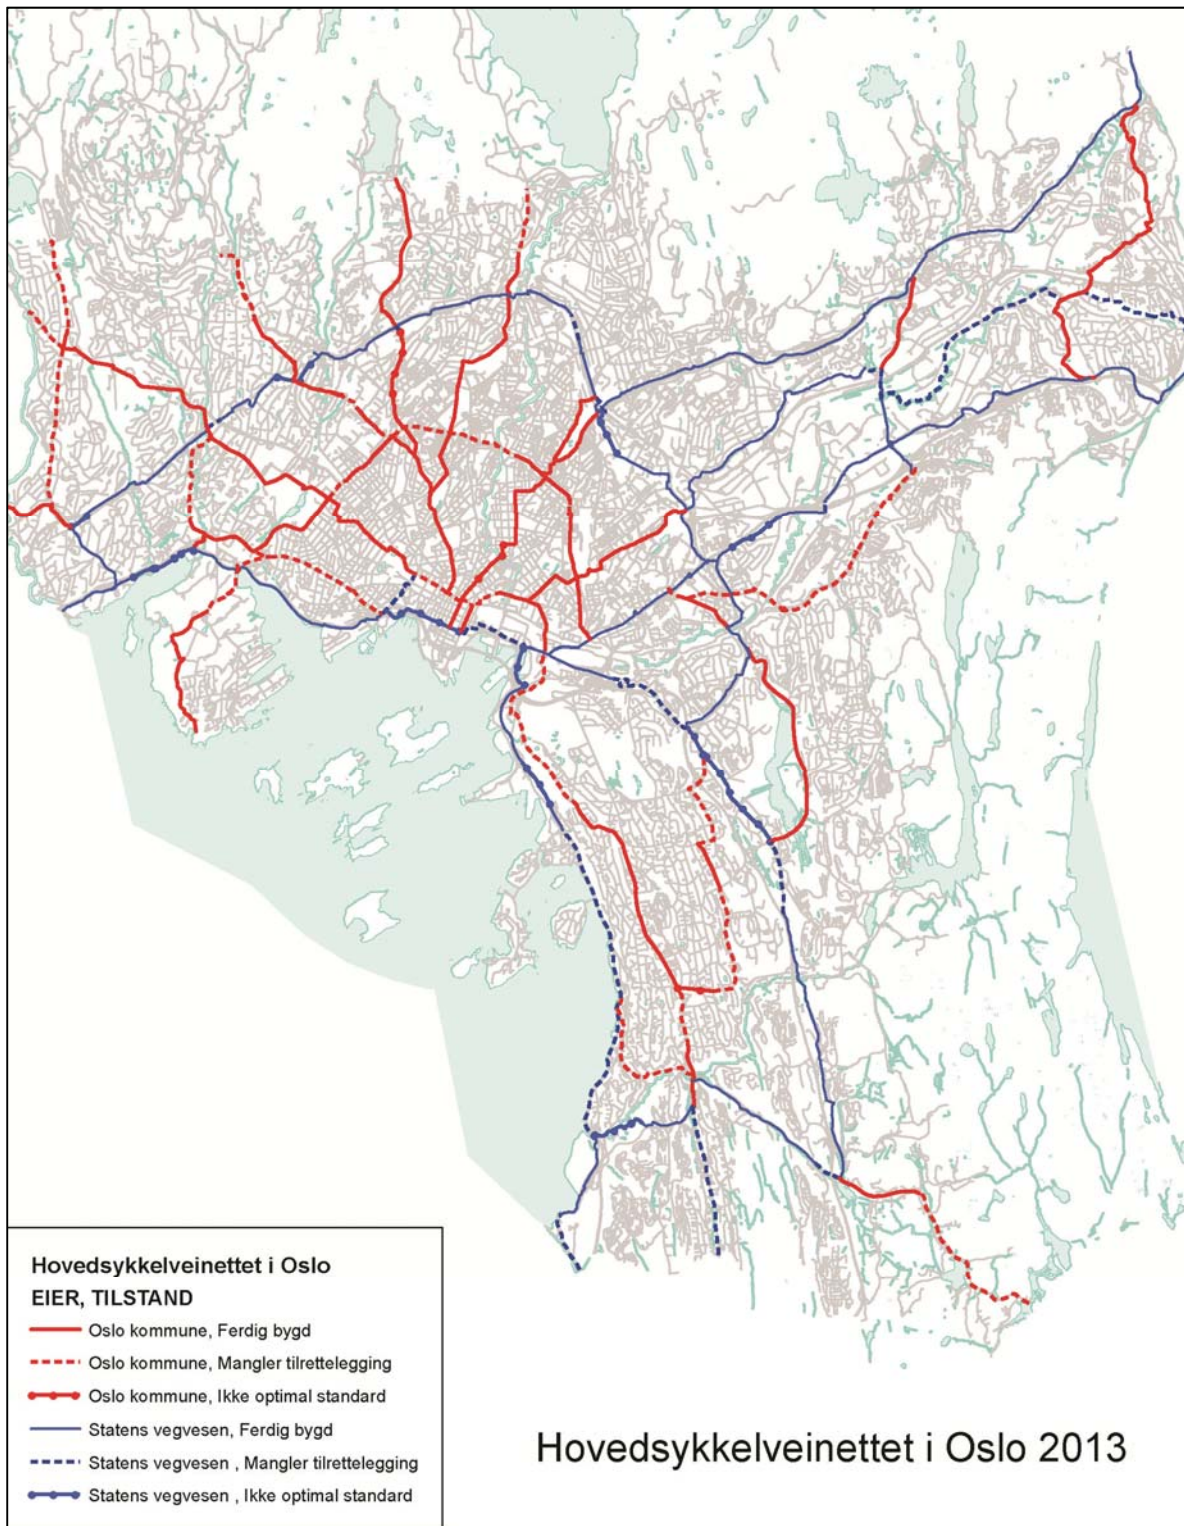 Hovedsykkelveinettet i Oslo
EIER, TILSTAND
Oslo kommune, Ferdig bygd
Oslo kommune, Mangler tilrettelegging
Oslo kommune, Ikke optimal standard
Statens vegvesen, Ferdig bygd
Statens vegvesen , Mangler tilrettelegging
Statens vegvesen , Ikke optimal standard
Hovedsykkelveinettet i Oslo 2013